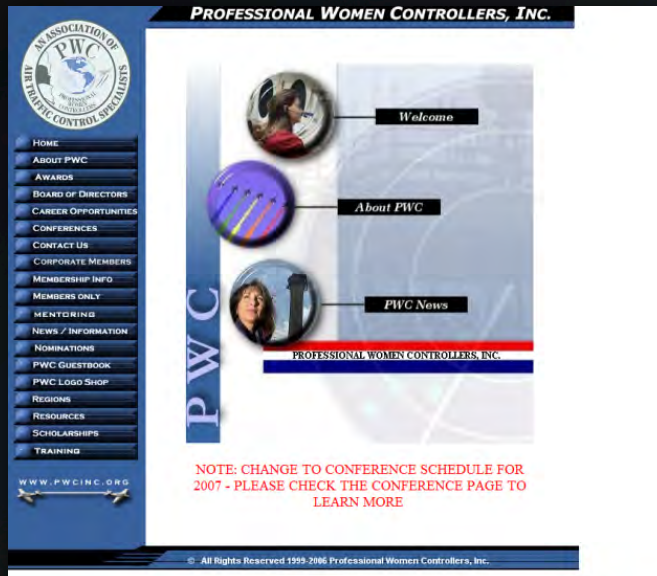 PROFESSIONAL WOMEN CONTROLLERS, INC.
AN ASSOCIATION OF
PWC
PROFESSIONAL
WOMEN
CONTROLLERS
AIR TRAFFIC CONTROL SPECIALISTS
HOME
ABOUT PWC
AWARDS
BOARD OF DIRECTORS
CAREER OPPORTUNITIES
CONFERENCES
CONTACT US
CORPORATE MEMBERS
MEMBERSHIP INFO
MEMBERS ONLY
MENTORING
NEWS / INFORMATION
NOMINATIONS
PWC GUESTBOOK
PWC LOGO SHOP
REGIONS
RESOURCES
SCHOLARSHIPS
TRAINING
WWW.PWCINC.ORG
Welcome
About PWC
PWC News
PWC
PROFESSIONAL WOMEN CONTROLLERS, INC.
NOTE: CHANGE TO CONFERENCE SCHEDULE FOR
2007 - PLEASE CHECK THE CONFERENCE PAGE TO
LEARN MORE
© All Rights Reserved 1999-2006 Professional Women Controllers, Inc.